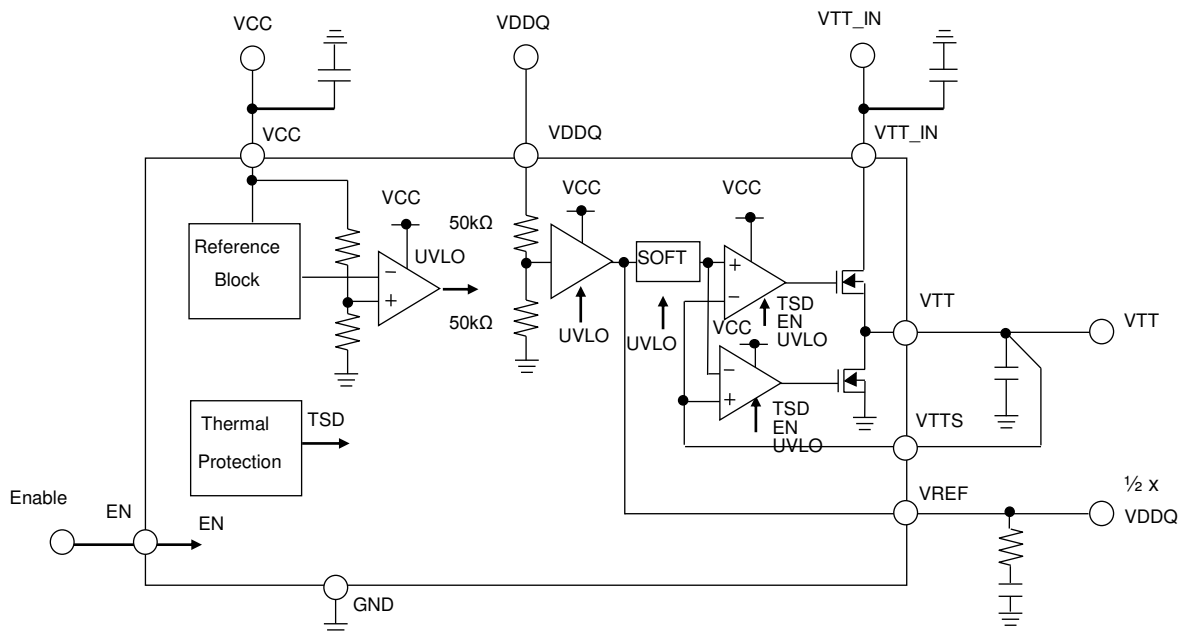 VCC
VDDQ
VTT_IN
VCC
VDDQ
VTT_IN
VCC
VCC
VCC
50kΩ
Reference
Block
UVLO
SOFT
−
+
+
−
50kΩ
UVLO
UVLO
TSD
EN
UVLO
VCC
VTT
VTT
−
+
TSD
EN
UVLO
Thermal
Protection
TSD
VTTS
VREF
½ x
VDDQ
Enable
EN
EN
GND